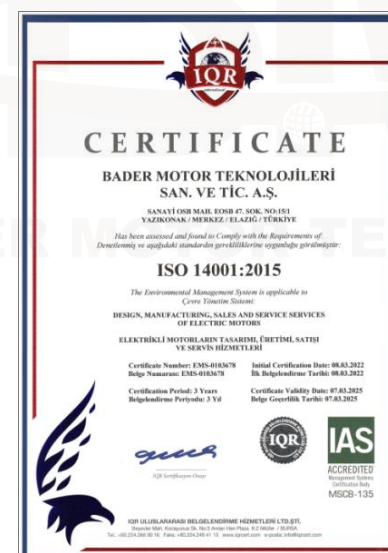 IQR
international
CERTIFICATE
BADER MOTOR TEKNOLOJİLERİ
SAN. VE TİC. A.Ş.
SANAYİ OSB MAH. EOSB 47. SOK. NO:15/1
YAZIKONAK / MERKEZ / ELAZIĞ / TÜRKİYE
Has been assessed and found to Comply with the Requirements of:
Denetlenmiş ve aşağıdaki standardın gerekliliklerine uygunluğu görülmüştür:
ISO 14001:2015
The Environmental Management System is applicable to
Çevre Yönetim Sistemi:
DESIGN, MANUFACTURING, SALES AND SERVICE SERVICES
OF ELECTRIC MOTORS
ELEKTRİKLİ MOTORLARIN TASARIMI, ÜRETİMİ, SATIŞI
VE SERVİS HİZMETLERİ
Certificate Number: EMS-0103678 Initial Certification Date: 08.03.2022
Belge Numarası: EMS-0103678 İlk Belgelendirme Tarihi: 08.03.2022
Certification Period: 3 Years Certificate Validity Date: 07.03.2025
Belgelendirme Periyodu: 3 Yıl Belge Geçerlilik Tarihi: 07.03.2025
IQR
IAS
ACCREDITED
Management Systems
Certification Body
MSCB-135
IQR Sertifikasyon Onayı
IQR ULUSLARARASI BELGELENDİRME HİZMETLERİ LTD.ŞTİ.